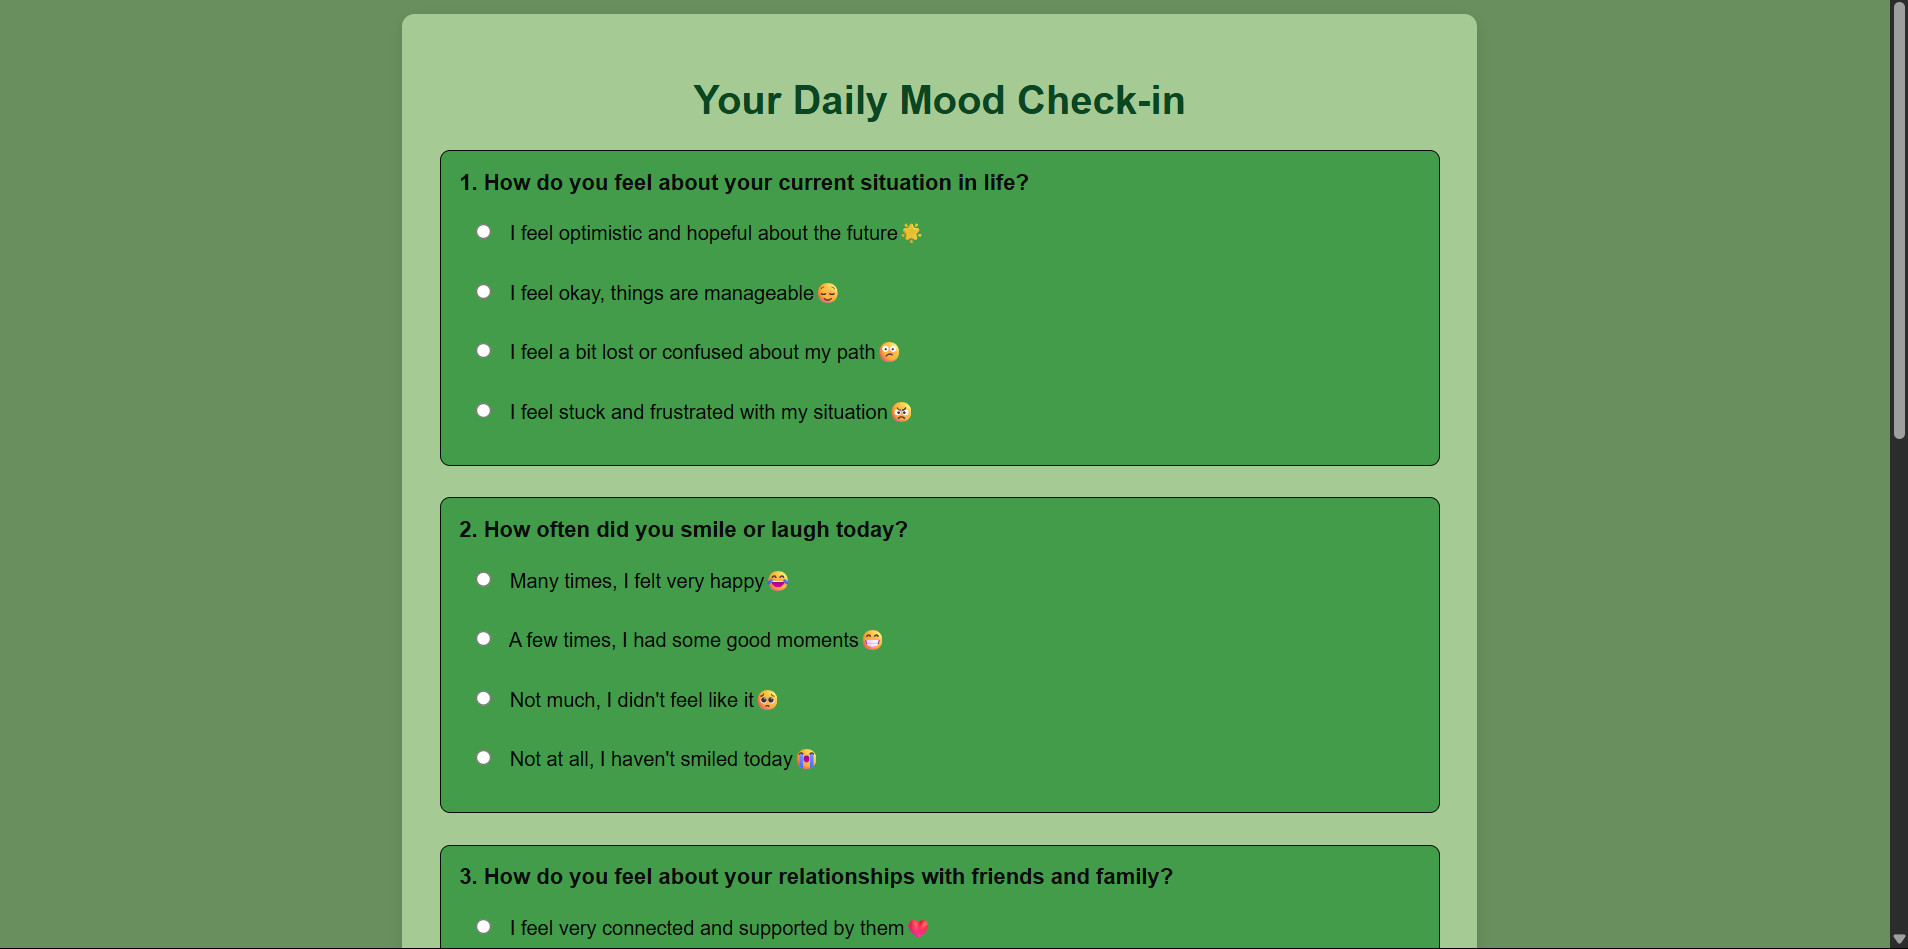 Your Daily Mood Check-in
1. How do you feel about your current situation in life?
I feel optimistic and hopeful about the future🌟
I feel okay, things are manageable😌
I feel a bit lost or confused about my path😕
I feel stuck and frustrated with my situation😠
2. How often did you smile or laugh today?
Many times, I felt very happy😂
A few times, I had some good moments😁
Not much, I didn't feel like it🥺
Not at all, I haven't smiled today😭
3. How do you feel about your relationships with friends and family?
I feel very connected and supported by them❤️